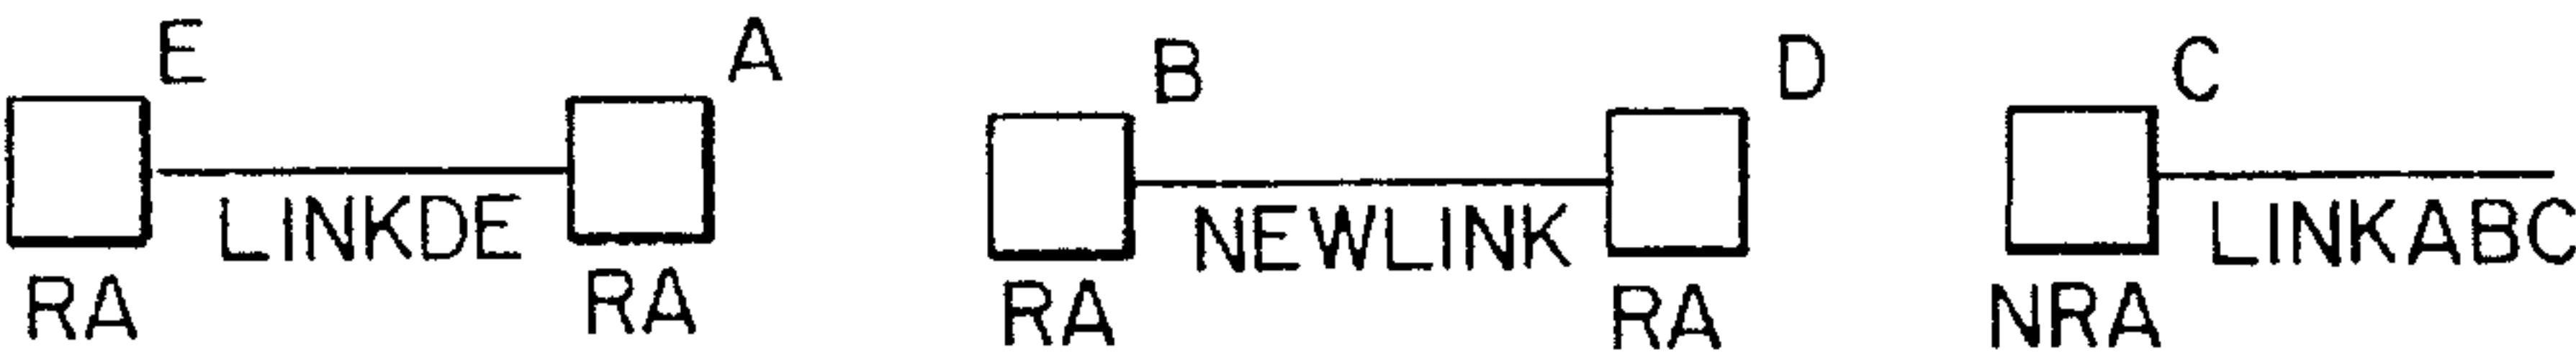 E A B D C
LINKDE NEWLINK LINKABC
RA RA RA RA NRA